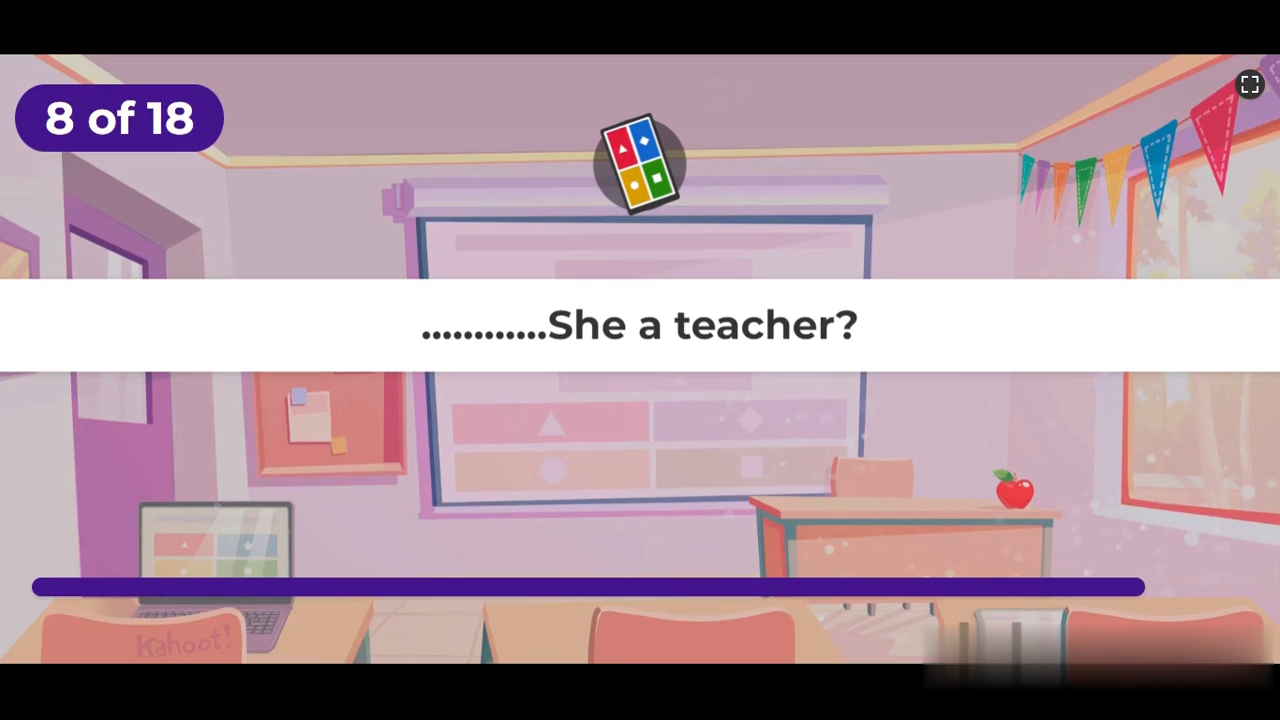 8 of 18
............She a teacher?
Kahoot!